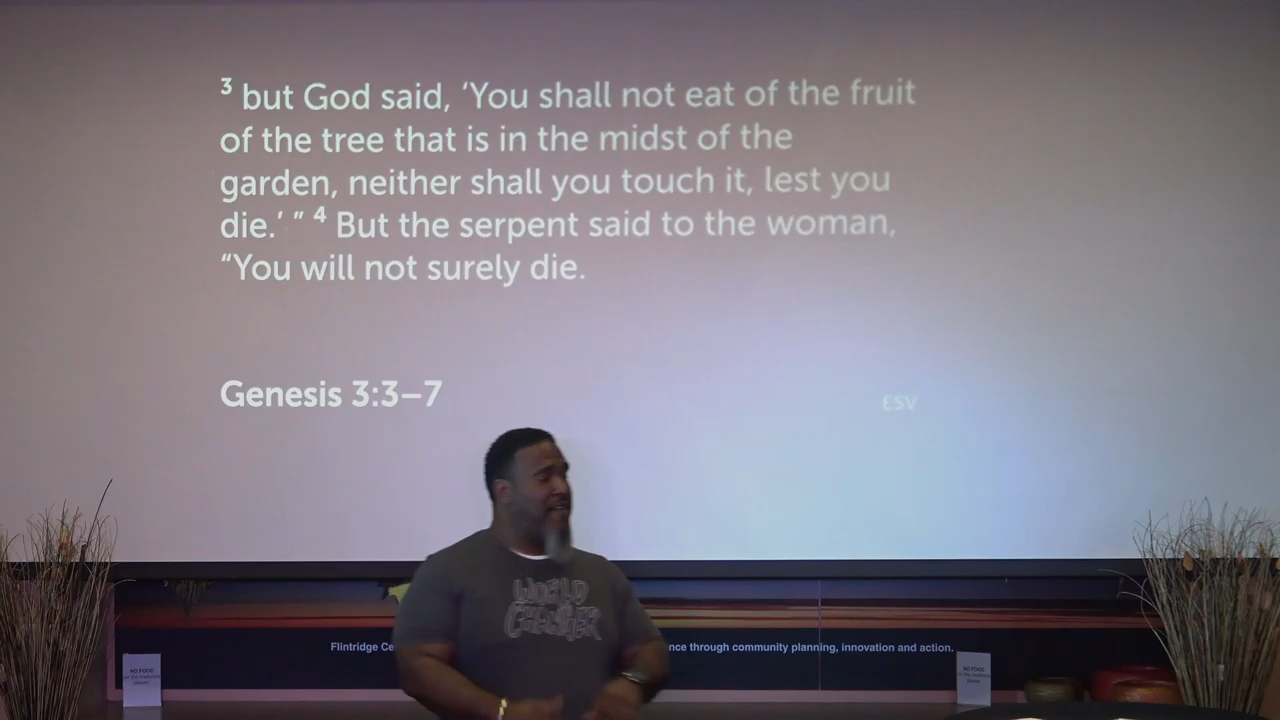 3 but God said, ‘You shall not eat of the fruit
of the tree that is in the midst of the
garden, neither shall you touch it, lest you
die.’ ” 4 But the serpent said to the woman,
“You will not surely die.
Genesis 3:3–7
ESV
WORLD
CHANGER
Flintridge Ce
nce through community planning, innovation and action.
NO FOOD
NO FOOD